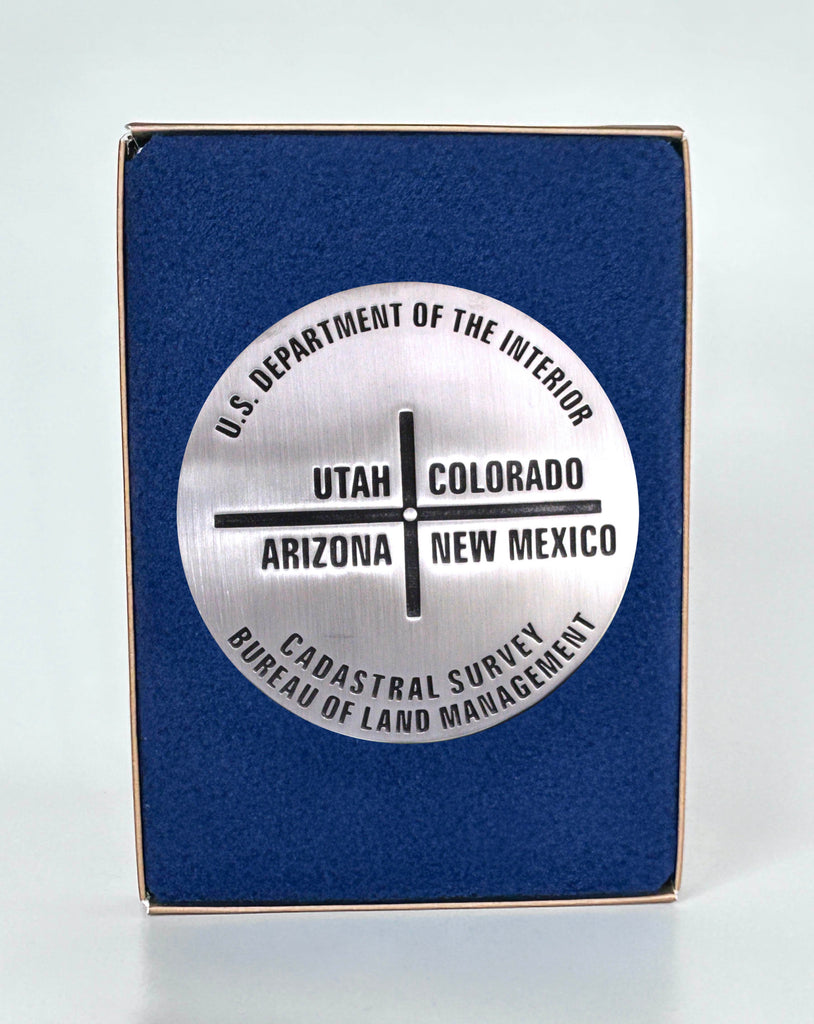 U.S. DEPARTMENT OF THE INTERIOR
UTAH COLORADO
ARIZONA NEW MEXICO
CADASTRAL SURVEY
BUREAU OF LAND MANAGEMENT